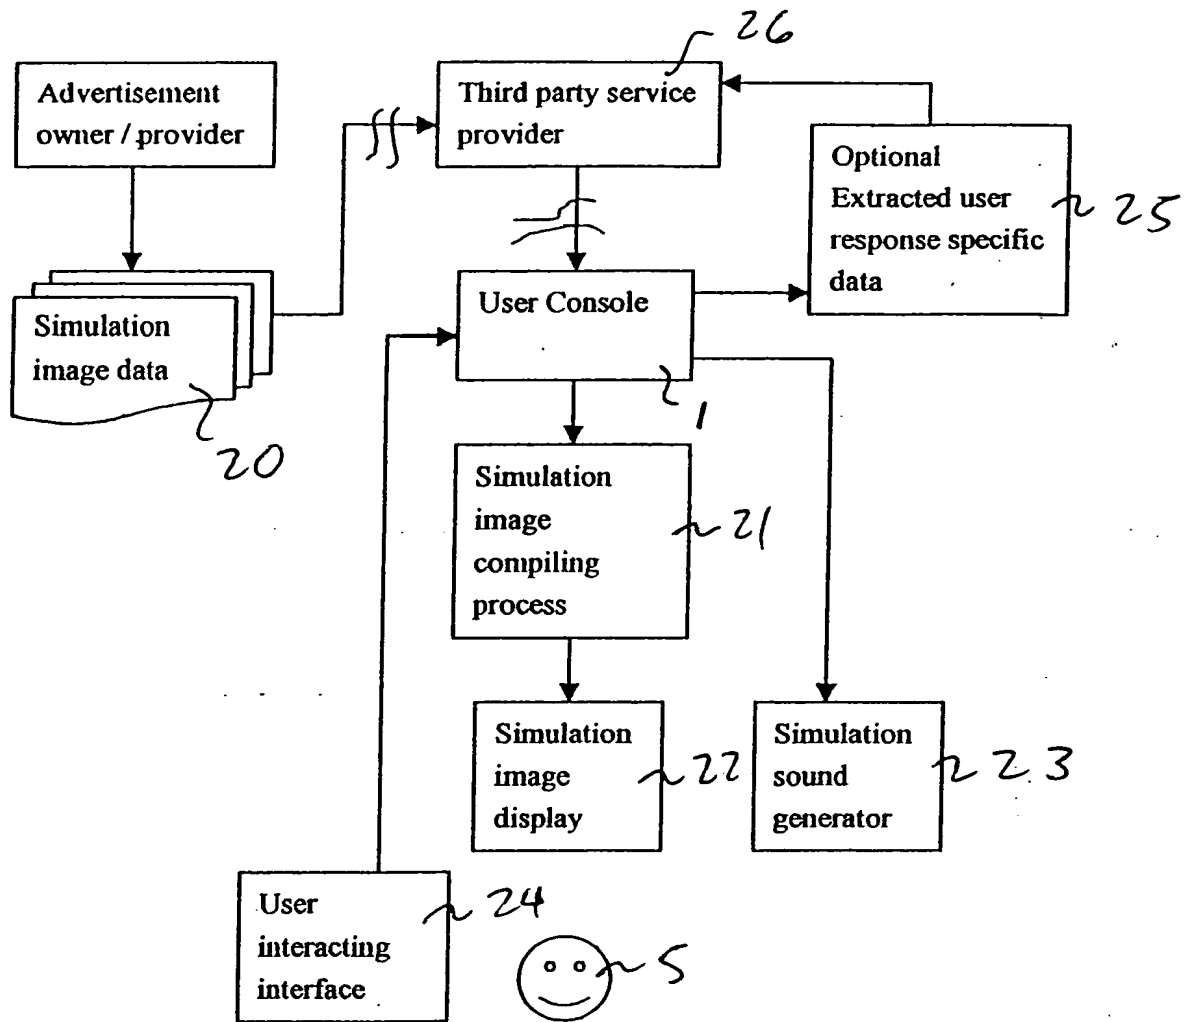 26
Advertisement
owner / provider
Third party service
provider
Optional
Extracted user
response specific
data
25
Simulation
image data
20
User Console
1
Simulation
image
compiling
process
21
Simulation
image
display
22
Simulation
sound
generator
23
User
interacting
interface
24
5